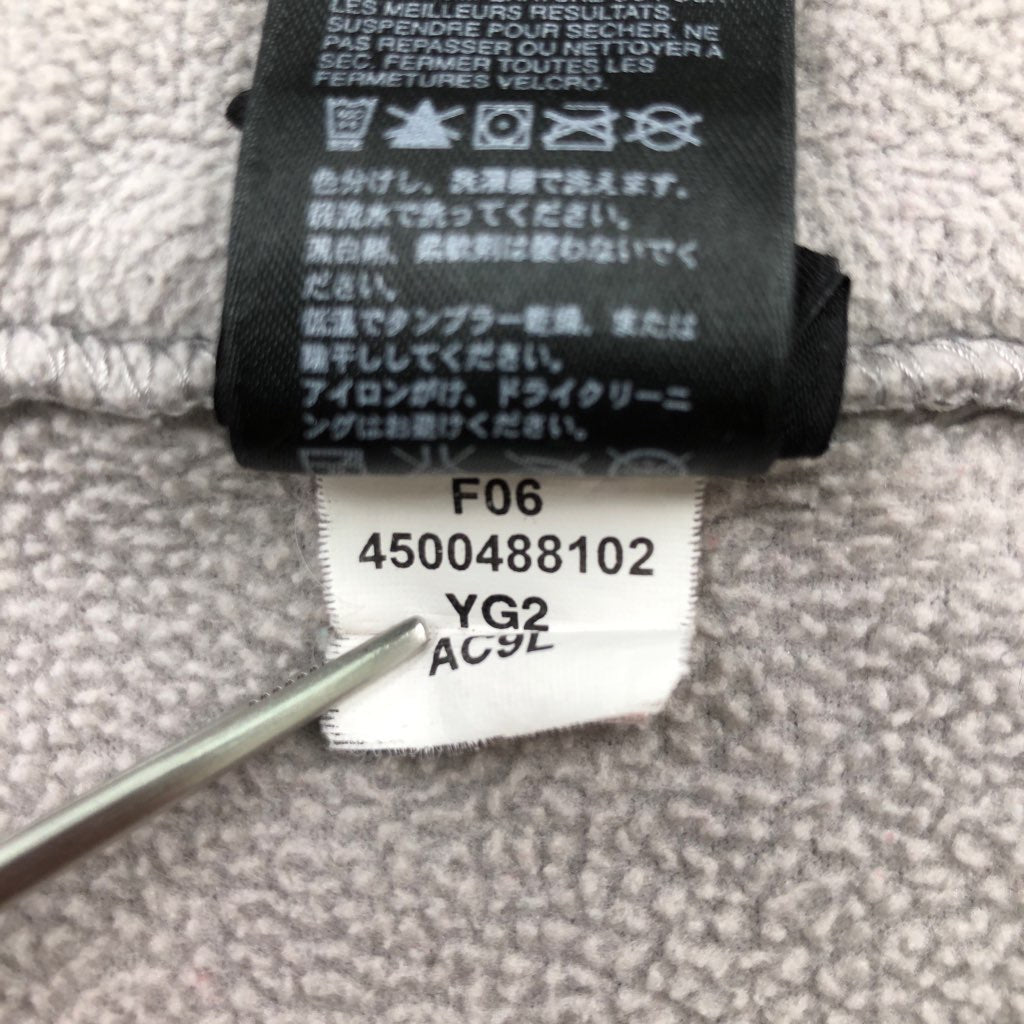 LES MEILLEURS RESULTATS.
SUSPENDRE POUR SECHER. NE
PAS REPASSER OU NETTOYER A
SEC. FERMER TOUTES LES
FERMETURES VELCRO.
色分けし、洗濯機で洗えます。
弱流水で洗ってください。
漂白剤、柔軟剤は使わないでく
ださい。
低温でタンブラー乾燥、または
陰干ししてください。
アイロンがけ、ドライクリーニ
ングはお避けください。
F06
4500488102
YG2